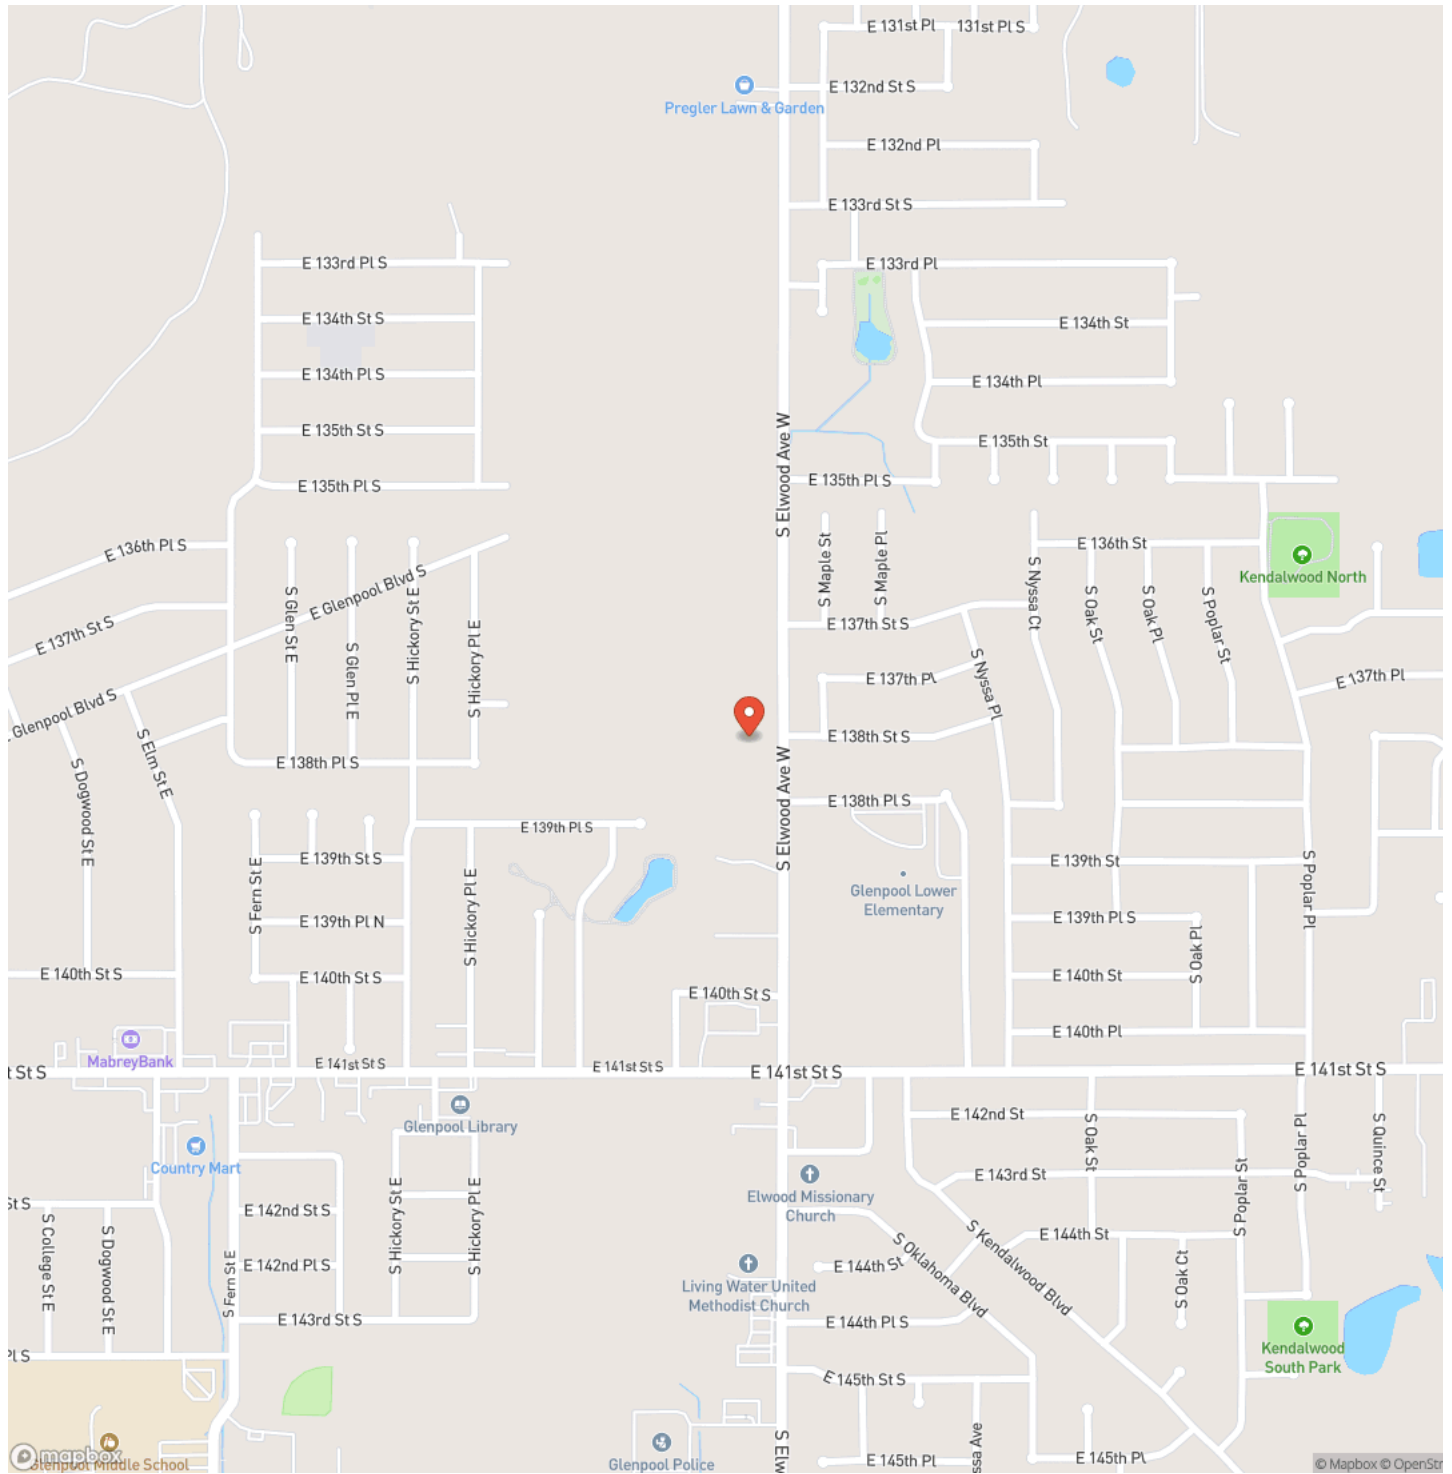 E 131st Pl
131st Pl S
E 132nd St S
Pregler Lawn & Garden
E 132nd Pl
E 133rd St S
E 133rd Pl S
E 133rd Pl
E 134th St S
E 134th St
E 134th Pl S
E 134th Pl
E 135th St S
E 135th St
S Elwood Ave W
E 135th Pl S
E 135th Pl S
E 136th Pl S
E 136th St
S Maple St
S Maple Pl
S Nyssa Ct
Kendalwood North
E Glenpool Blvd S
S Glen St E
S Glen Pl E
S Hickory St E
S Hickory Pl E
S Oak St
S Oak Pl
S Poplar St
E 137th St S
E 137th St S
E 137th Pl
E 137th Pl
S Nyssa Pl
Glenpool Blvd S
S Elm St E
S Dogwood St E
E 138th St S
E 138th Pl S
E 138th Pl S
S Elwood Ave W
E 139th Pl S
E 139th St S
E 139th St
S Fern St E
S Hickory Pl E
Glenpool Lower
Elementary
S Poplar Pl
E 139th Pl N
E 139th Pl S
S Oak Pl
E 140th St S
E 140th St S
E 140th St
E 140th St S
E 140th Pl
MabreyBank
t St S
E 141st St S
E 141st St S
E 141st St S
E 141st St S
Glenpool Library
E 142nd St
S Oak St
S Poplar Pl
S Quince St
Country Mart
E 143rd St
Elwood Missionary
Church
S Poplar St
St S
S College St E
S Dogwood St E
E 142nd St S
S Hickory St E
S Hickory Pl E
S Kendalwood Blvd
E 144th St
S Oklahoma Blvd
E 144th St
S Oak Ct
E 142nd Pl S
S Fern St E
Living Water United
Methodist Church
E 143rd St S
E 144th Pl S
Kendalwood
South Park
Pl S
E 145th St S
S Elw
Nyssa Ave
E 145th Pl
E 145th Pl
Glenpool Middle School
Glenpool Police
mapbox
© Mapbox © OpenStr